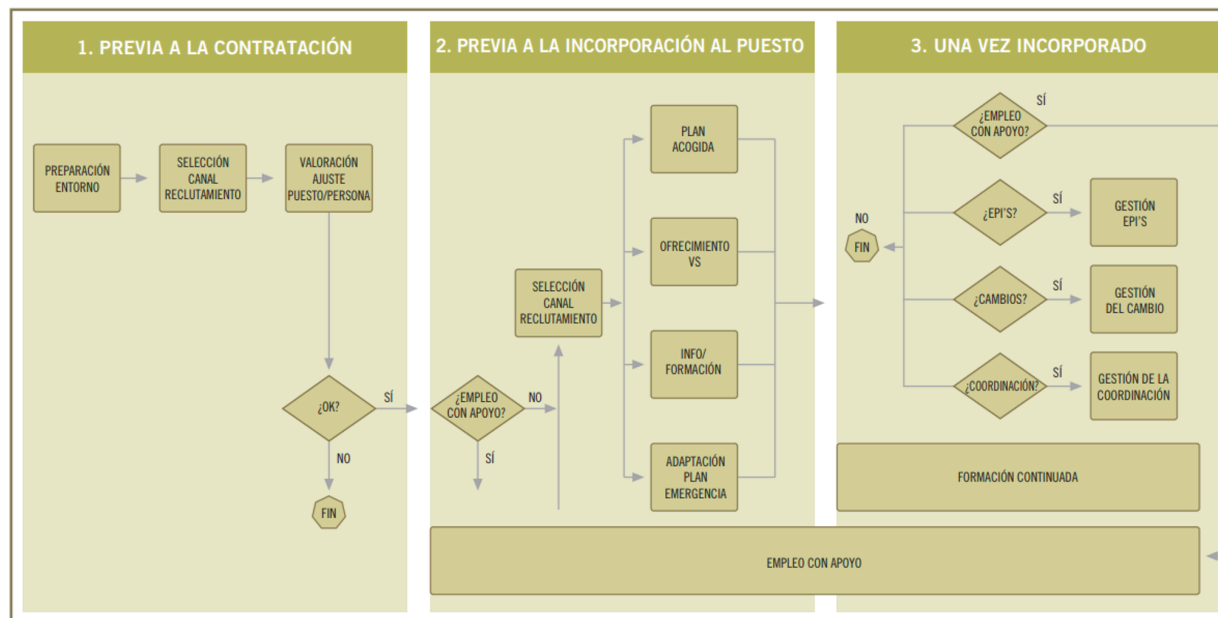 1. PREVIA A LA CONTRATACIÓN
PREPARACIÓN
ENTORNO
SELECCIÓN
CANAL
RECLUTAMIENTO
VALORACIÓN
AJUSTE
PUESTO/PERSONA
¿OK?
SÍ
NO
FIN
2. PREVIA A LA INCORPORACIÓN AL PUESTO
¿EMPLEO
CON APOYO?
NO
SÍ
SELECCIÓN
CANAL
RECLUTAMIENTO
PLAN
ACOGIDA
OFRECIMIENTO
VS
INFO/
FORMACIÓN
ADAPTACIÓN
PLAN
EMERGENCIA
3. UNA VEZ INCORPORADO
¿EMPLEO
CON APOYO?
SÍ
¿EPI'S?
SÍ
GESTIÓN
EPI'S
NO
FIN
¿CAMBIOS?
SÍ
GESTIÓN
DEL CAMBIO
¿COORDINACIÓN?
SÍ
GESTIÓN DE LA
COORDINACIÓN
FORMACIÓN CONTINUADA
EMPLEO CON APOYO